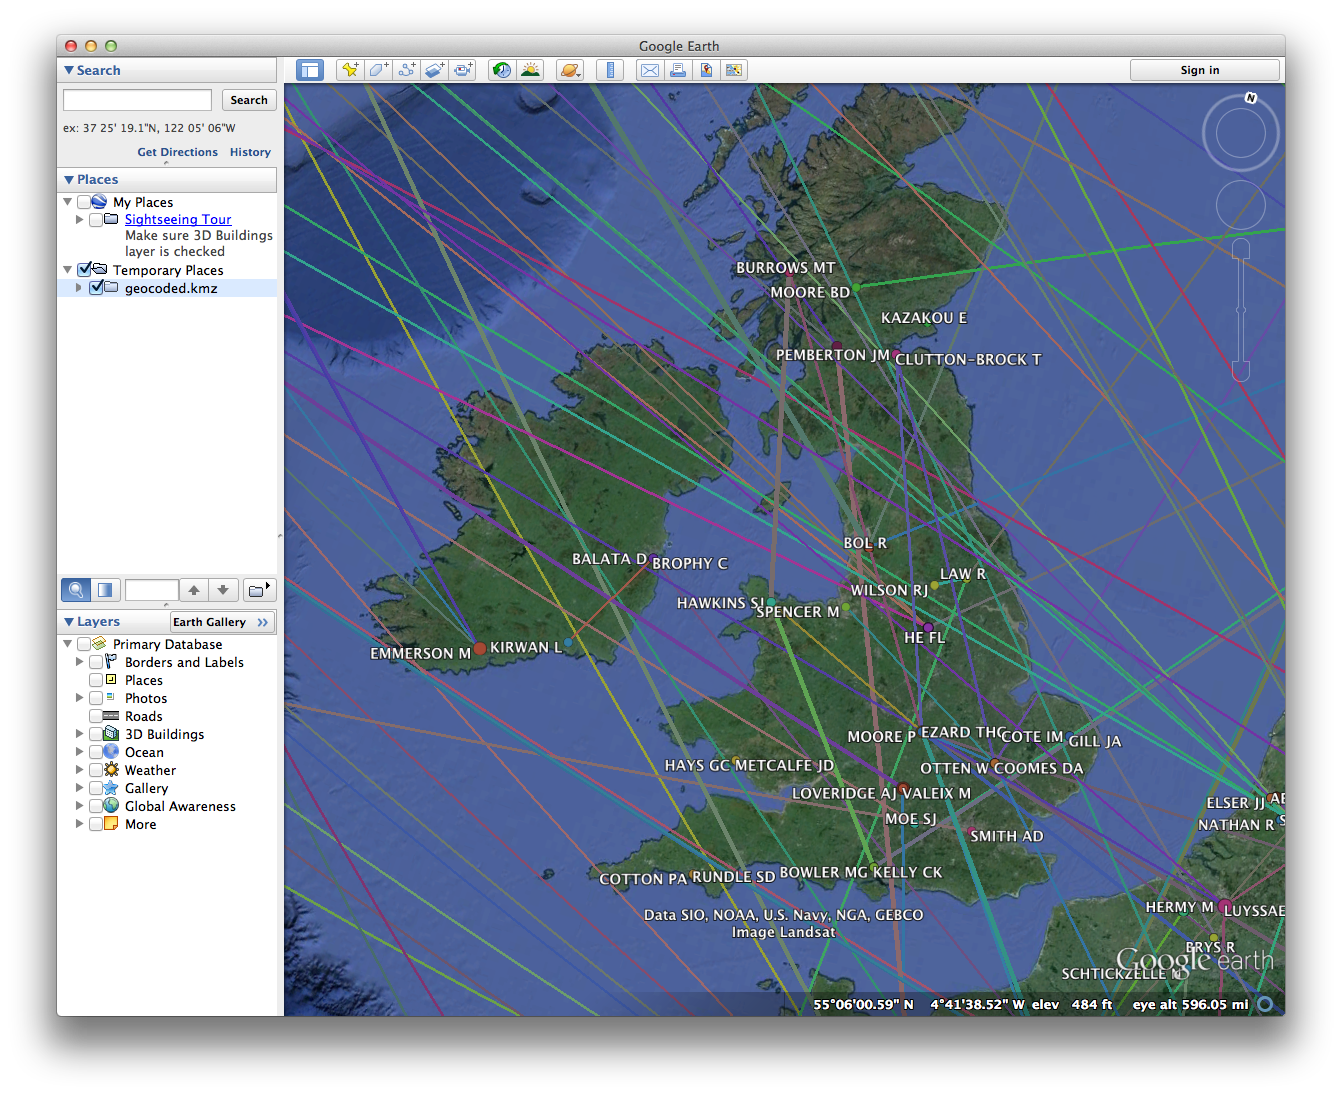 Google Earth
Search
Sign in
N
Search
ex: 37 25' 19.1"N, 122 05' 06"W
Get Directions History
Places
My Places
Sightseeing Tour
Make sure 3D Buildings
layer is checked
Temporary Places
geocoded.kmz
Layers
Earth Gallery >>
Primary Database
Borders and Labels
Places
Photos
Roads
3D Buildings
Ocean
Weather
Gallery
Global Awareness
More
BURROWS MT
MOORE BD
KAZAKOU E
PEMBERTON JM
CLUTTON-BROCK T
BOL R
BALATA D
BROPHY C
LAW R
WILSON RJ
HAWKINS SJ
SPENCER M
HE FL
EMMERSON M
KIRWAN L
MOORE P
EZARD THG
COTE IM
GILL JA
HAYS GC
METCALFE JD
OTTEN W
COOMES DA
LOVERIDGE AJ
VALEIX M
ELSER JJ
NATHAN R
MOE SJ
SMITH AD
COTTON PA
RUNDLE SD
BOWLER MG
KELLY CK
HERMY M
LUYSSAE
BRYS R
SCHTICKZELLE N
Data SIO, NOAA, U.S. Navy, NGA, GEBCO
Image Landsat
Google earth
55°06'00.59" N 4°41'38.52" W elev 484 ft eye alt 596.05 mi